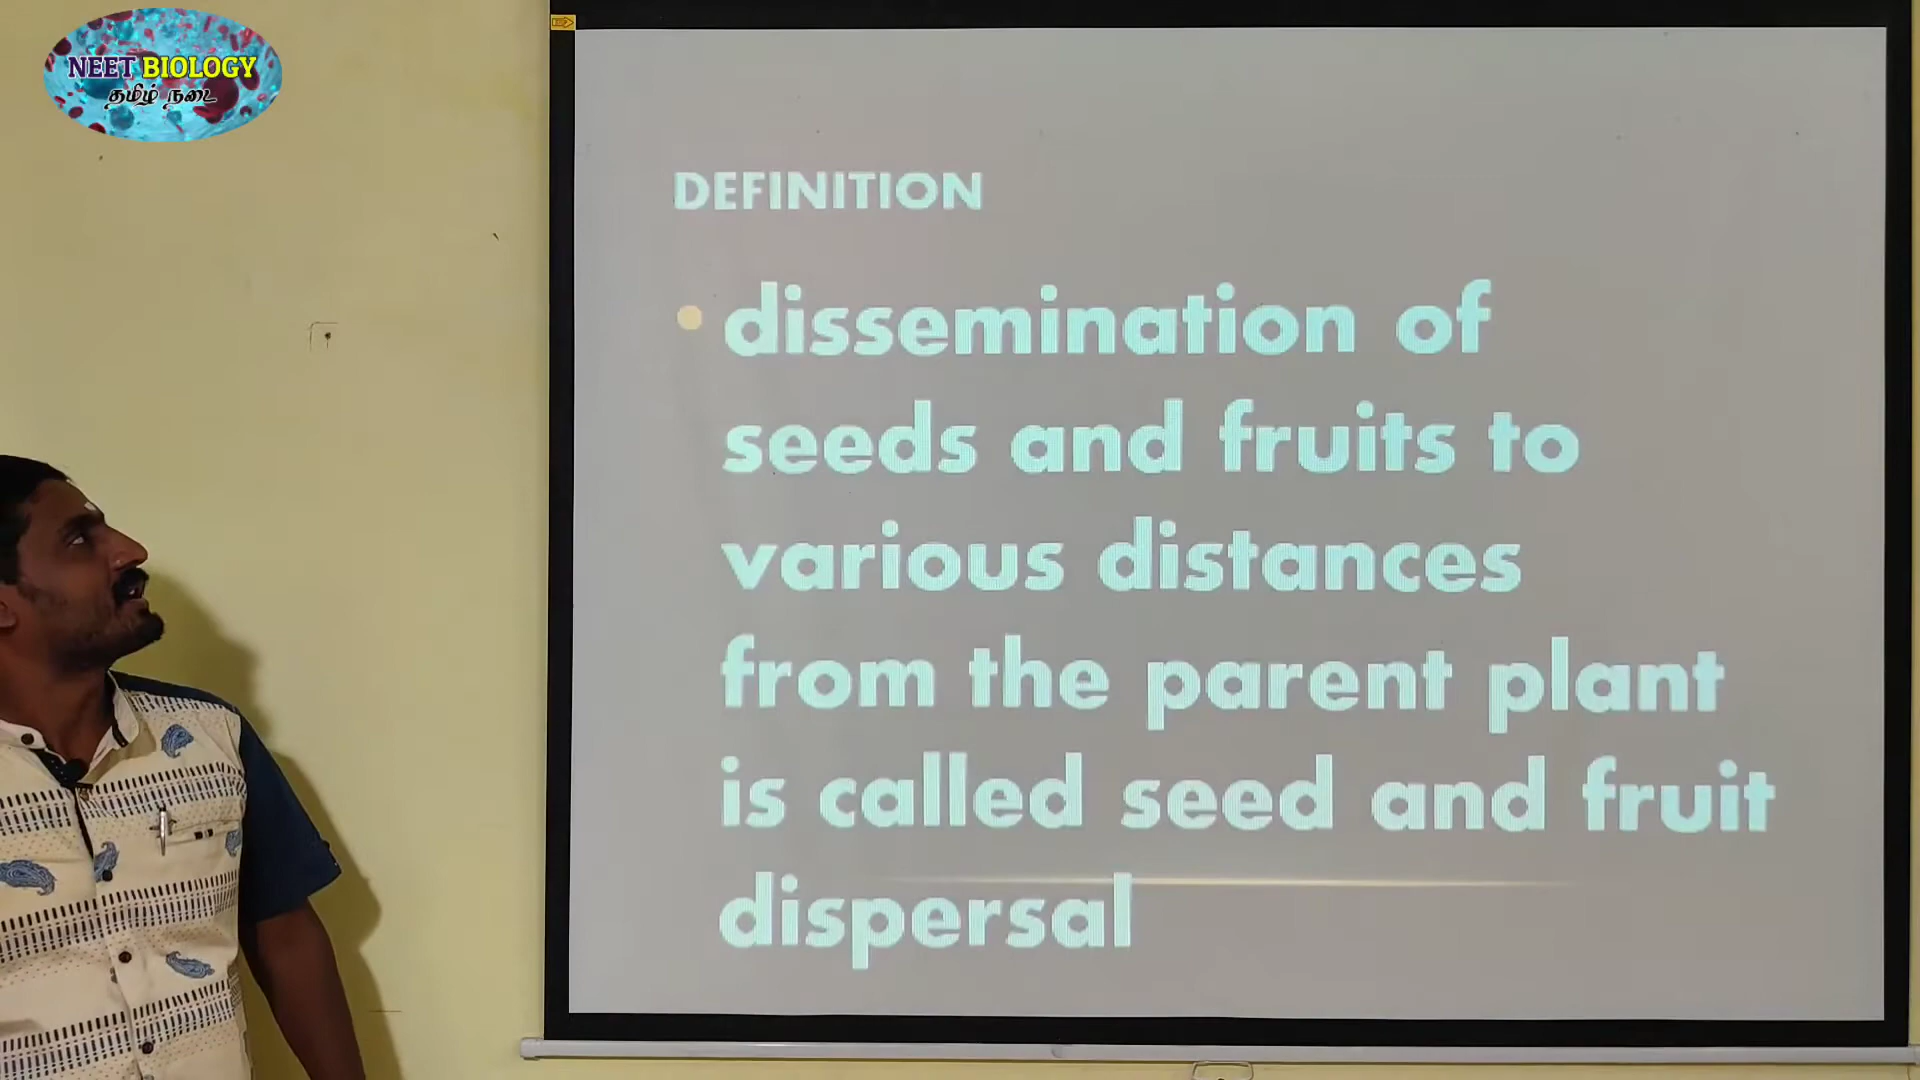 NEET BIOLOGY
தமிழ் நடை
DEFINITION
• dissemination of
seeds and fruits to
various distances
from the parent plant
is called seed and fruit
dispersal